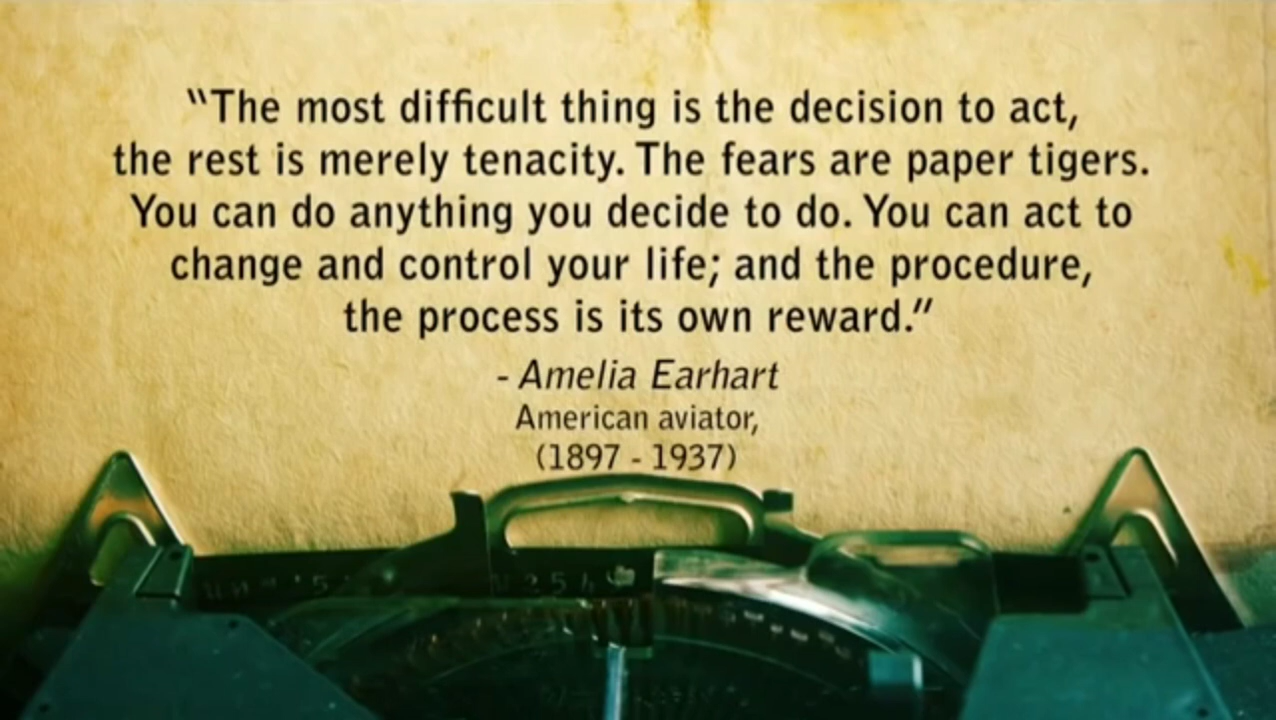 “The most difficult thing is the decision to act,
the rest is merely tenacity. The fears are paper tigers.
You can do anything you decide to do. You can act to
change and control your life; and the procedure,
the process is its own reward.”
- Amelia Earhart
American aviator,
(1897 - 1937)